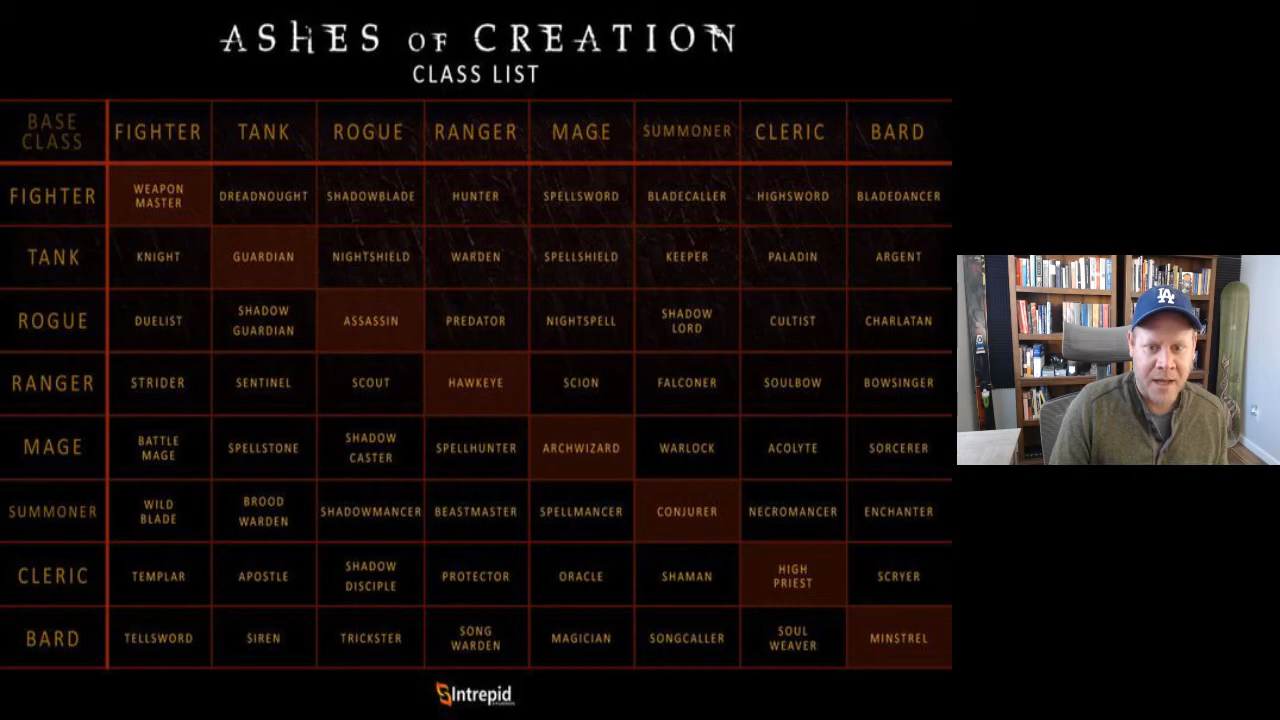 ASHES OF CREATION
CLASS LIST
BASE CLASS FIGHTER TANK ROGUE RANGER MAGE SUMMONER CLERIC BARD
FIGHTER WEAPON MASTER DREADNOUGHT SHADOWBLADE HUNTER SPELLSWORD BLADECALLER HIGHSWORD BLADEDANCER
TANK KNIGHT GUARDIAN NIGHTSHIELD WARDEN SPELLSHIELD KEEPER PALADIN ARGENT
ROGUE DUELIST SHADOW GUARDIAN ASSASSIN PREDATOR NIGHTSPELL SHADOW LORD CULTIST CHARLATAN
RANGER STRIDER SENTINEL SCOUT HAWKEYE SCION FALCONER SOULBOW BOWSINGER
MAGE BATTLE MAGE SPELLSTONE SHADOW CASTER SPELLHUNTER ARCHWIZARD WARLOCK ACOLYTE SORCERER
SUMMONER WILD BLADE BROOD WARDEN SHADOWMANCER BEASTMASTER SPELLMANCER CONJURER NECROMANCER ENCHANTER
CLERIC TEMPLAR APOSTLE SHADOW DISCIPLE PROTECTOR ORACLE SHAMAN HIGH PRIEST SCRYER
BARD TELLSWORD SIREN TRICKSTER SONG WARDEN MAGICIAN SONGCALLER SOUL WEAVER MINSTREL
Intrepid
LA